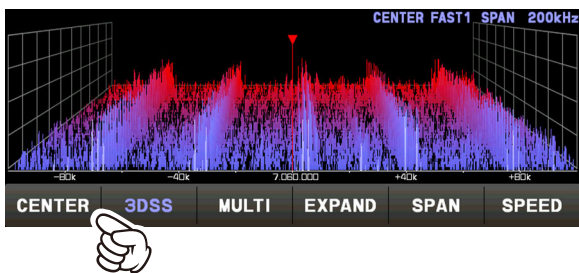 CENTER FAST1 SPAN 200kHz
-80k -40k 7.060.000 +40k +80k
CENTER 3DSS MULTI EXPAND SPAN SPEED